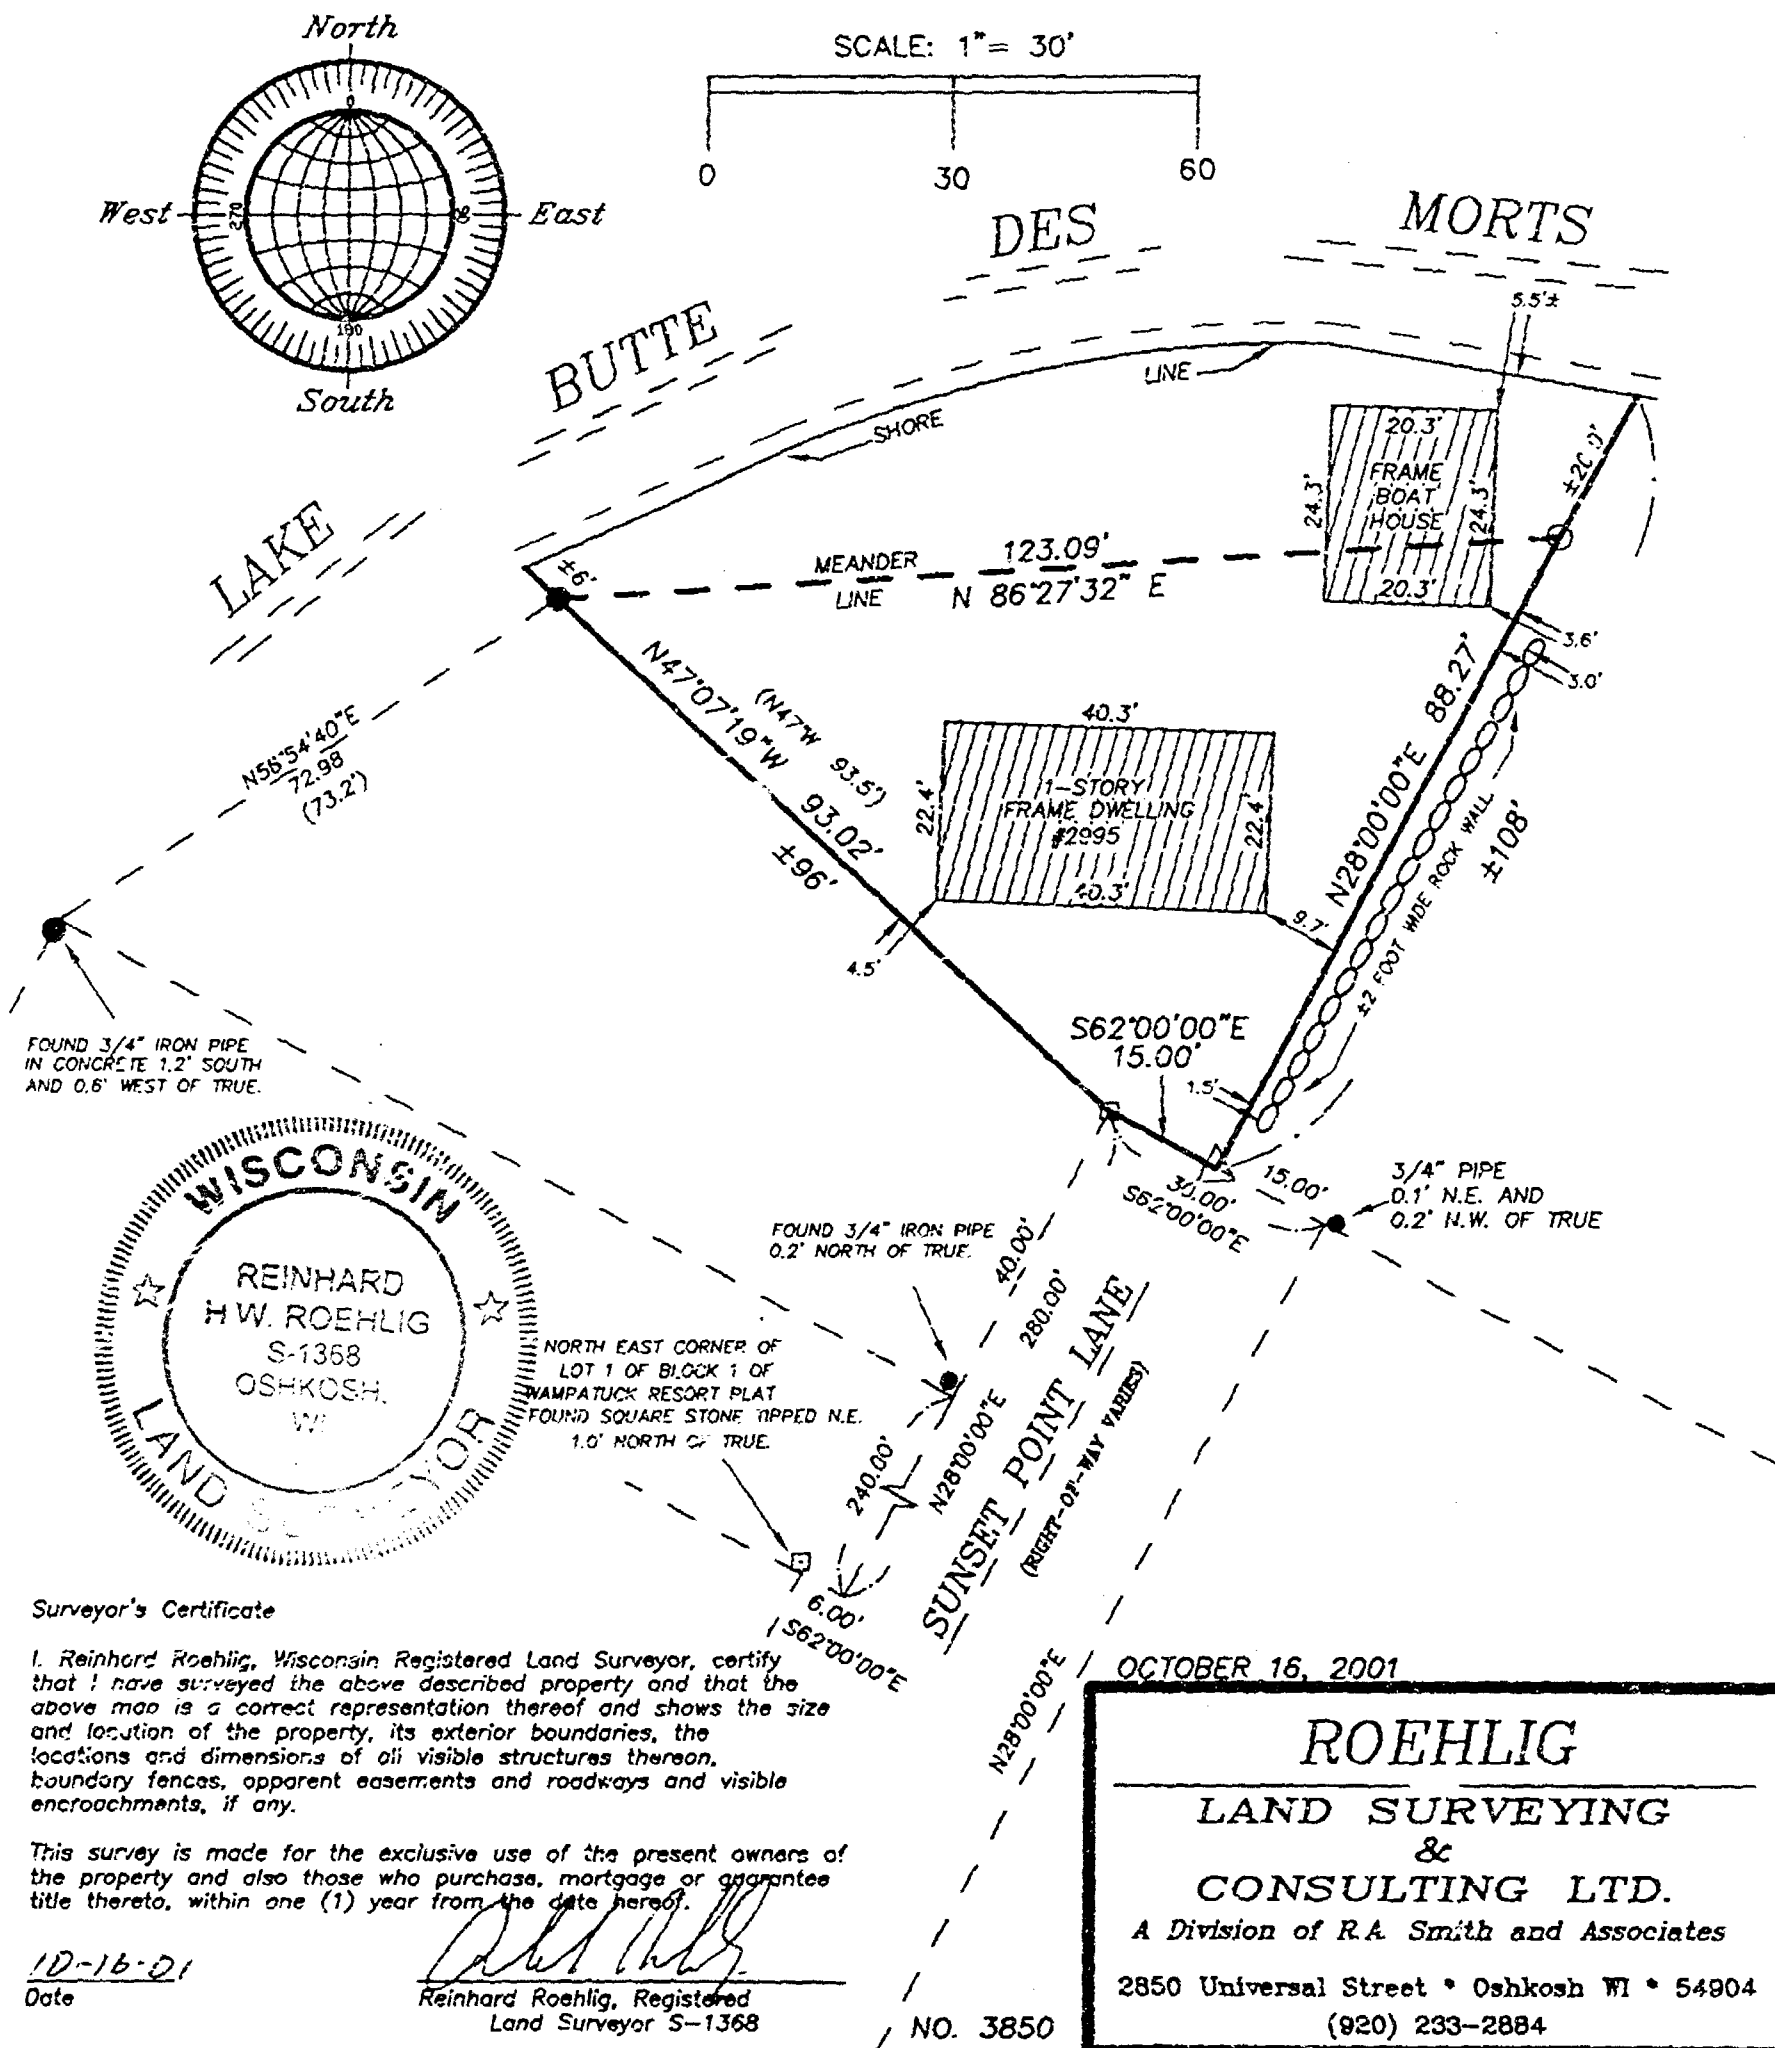 North
West
East
South
0
90
180
270
SCALE: 1"= 30'
0 30 60
LAKE BUTTE DES MORTS
5.5'±
SHORE LINE
20.3'
FRAME
BOAT
HOUSE
24.3'
24.3'
20.3'
±20.0'
±6'
MEANDER LINE
123.09'
N 86°27'32" E
3.6'
3.0'
N47°07'19"W 93.02'
(N47°W 93.5')
±96'
N56°54'40"E
72.98
(73.2')
40.3'
1-STORY
FRAME DWELLING
#2995
22.4'
22.4'
40.3'
N28°00'00"E 88.27'
±2 FOOT WIDE ROCK WALL
±108'
9.7'
4.5'
FOUND 3/4" IRON PIPE
IN CONCRETE 1.2' SOUTH
AND 0.6' WEST OF TRUE.
S62°00'00"E
15.00'
1.5'
15.00'
30.00'
S62°00'00"E
3/4" PIPE
0.1' N.E. AND
0.2' N.W. OF TRUE
WISCONSIN
REINHARD
H W. ROEHLIG
S-1368
OSHKOSH,
WI
LAND SURVEYOR
FOUND 3/4" IRON PIPE
0.2' NORTH OF TRUE.
40.00'
280.00'
N28°00'00"E
240.00'
SUNSET POINT LANE
(RIGHT-OF-WAY VARIES)
NORTH EAST CORNER OF
LOT 1 OF BLOCK 1 OF
WAMPATUCK RESORT PLAT
FOUND SQUARE STONE TIPPED N.E.
1.0' NORTH OF TRUE.
6.00'
S62°00'00"E
N28°00'00"E
Surveyor's Certificate
I. Reinhard Roehlig, Wisconsin Registered Land Surveyor, certify
that I have surveyed the above described property and that the
above map is a correct representation thereof and shows the size
and location of the property, its exterior boundaries, the
locations and dimensions of all visible structures thereon,
boundary fences, apparent easements and roadways and visible
encroachments, if any.
This survey is made for the exclusive use of the present owners of
the property and also those who purchase, mortgage or guarantee
title thereto, within one (1) year from the date hereof.
10-16-01
Date
Reinhard Roehlig, Registered
Land Surveyor S-1368
NO. 3850
OCTOBER 16, 2001
ROEHLIG
LAND SURVEYING
&
CONSULTING LTD.
A Division of R.A. Smith and Associates
2850 Universal Street * Oshkosh WI * 54904
(920) 233-2884